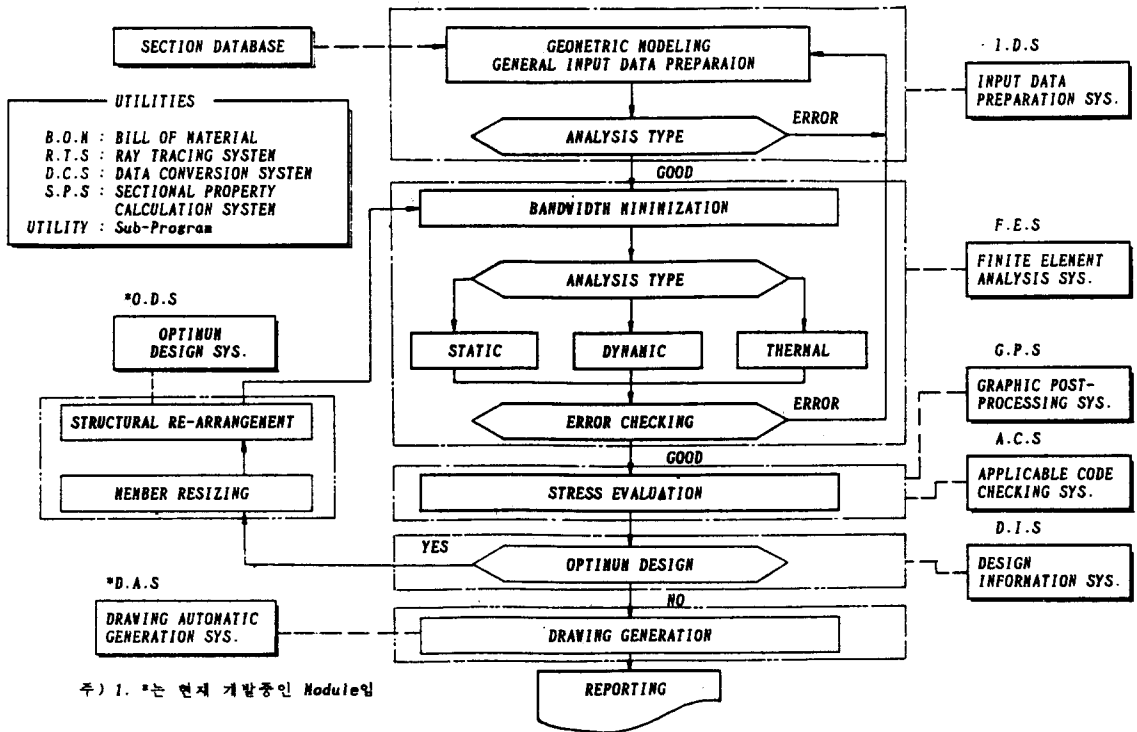 SECTION DATABASE
GEOMETRIC MODELING
GENERAL INPUT DATA PREPARAION
I.D.S
INPUT DATA
PREPARATION SYS.
UTILITIES
B.O.M : BILL OF MATERIAL
R.T.S : RAY TRACING SYSTEM
D.C.S : DATA CONVERSION SYSTEM
S.P.S : SECTIONAL PROPERTY
CALCULATION SYSTEM
UTILITY : Sub-Program
ANALYSIS TYPE
ERROR
GOOD
BANDWIDTH MINIMIZATION
F.E.S
FINITE ELEMENT
ANALYSIS SYS.
ANALYSIS TYPE
STATIC
DYNAMIC
THERMAL
*O.D.S
OPTIMUM
DESIGN SYS.
G.P.S
GRAPHIC POST-
PROCESSING SYS.
STRUCTURAL RE-ARRANGEMENT
ERROR CHECKING
ERROR
GOOD
A.C.S
APPLICABLE CODE
CHECKING SYS.
MEMBER RESIZING
STRESS EVALUATION
D.I.S
DESIGN
INFORMATION SYS.
YES
OPTIMUM DESIGN
NO
*D.A.S
DRAWING AUTOMATIC
GENERATION SYS.
DRAWING GENERATION
REPORTING
주) 1. *는 현재 개발중인 Module임